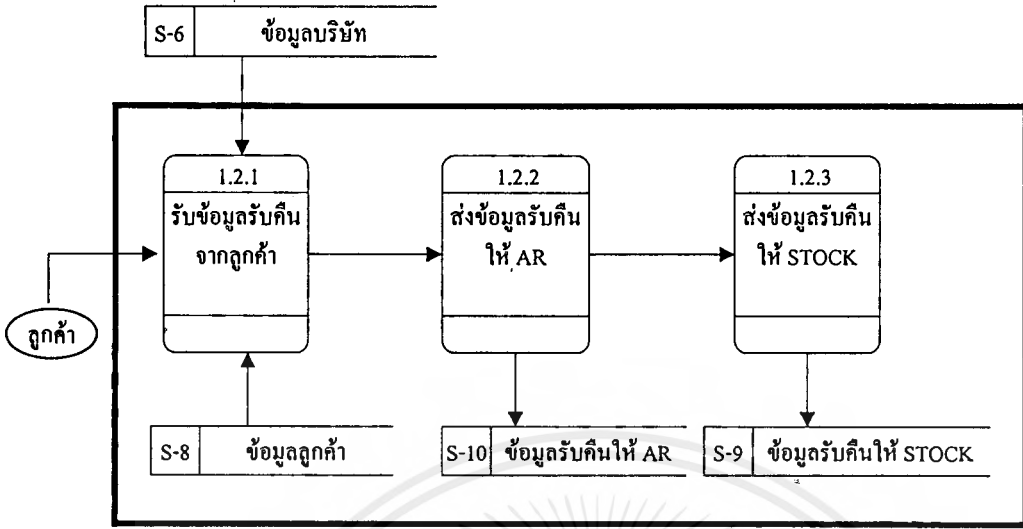 S-6 ข้อมูลบริษัท
1.2.1
รับข้อมูลรับคืน
จากลูกค้า
1.2.2
ส่งข้อมูลรับคืน
ให้ AR
1.2.3
ส่งข้อมูลรับคืน
ให้ STOCK
ลูกค้า
S-8 ข้อมูลลูกค้า
S-10 ข้อมูลรับคืนให้ AR
S-9 ข้อมูลรับคืนให้ STOCK